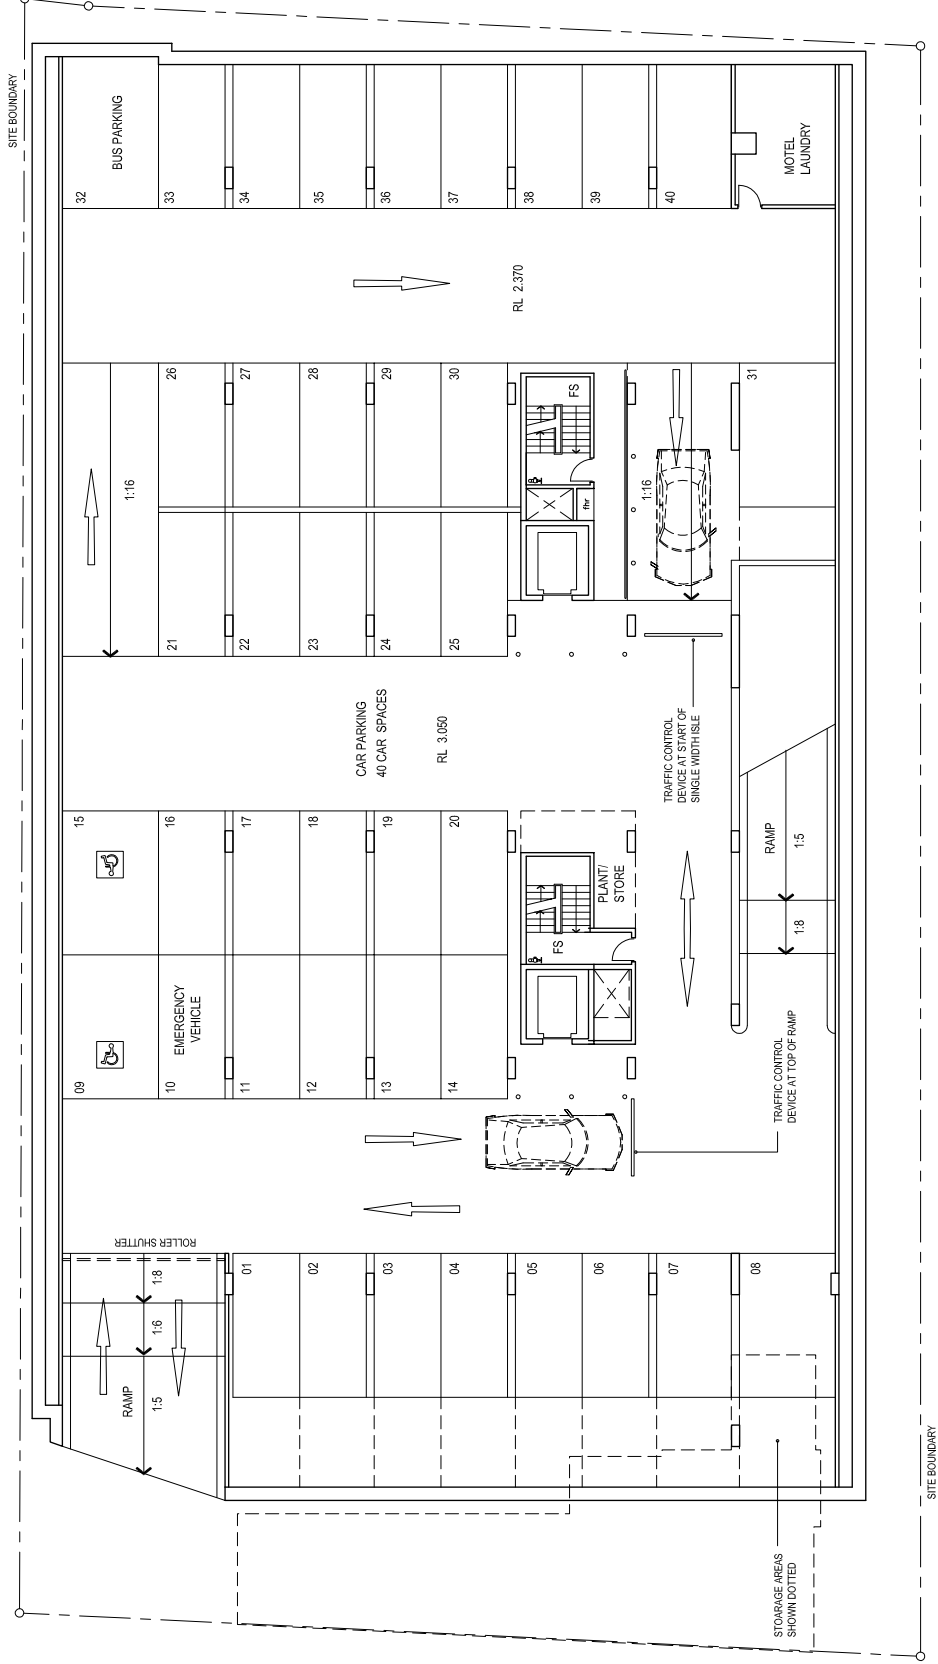 SITE BOUNDARY
32
BUS PARKING
33
34
35
36
37
38
39
40
MOTEL
LAUNDRY
RL 2.370
1:16
26
27
28
29
30
FS
fhr
1:16
31
21
22
23
24
25
CAR PARKING
40 CAR SPACES
RL 3.050
TRAFFIC CONTROL
DEVICE AT START OF
SINGLE WIDTH ISLE
15
16
17
18
19
20
PLANT/
STORE
FS
RAMP
1:5
1:8
09
10
EMERGENCY
VEHICLE
11
12
13
14
TRAFFIC CONTROL
DEVICE AT TOP OF RAMP
ROLLER SHUTTER
1:8
1:6
RAMP
1:5
01
02
03
04
05
06
07
08
STOARAGE AREAS
SHOWN DOTTED
SITE BOUNDARY